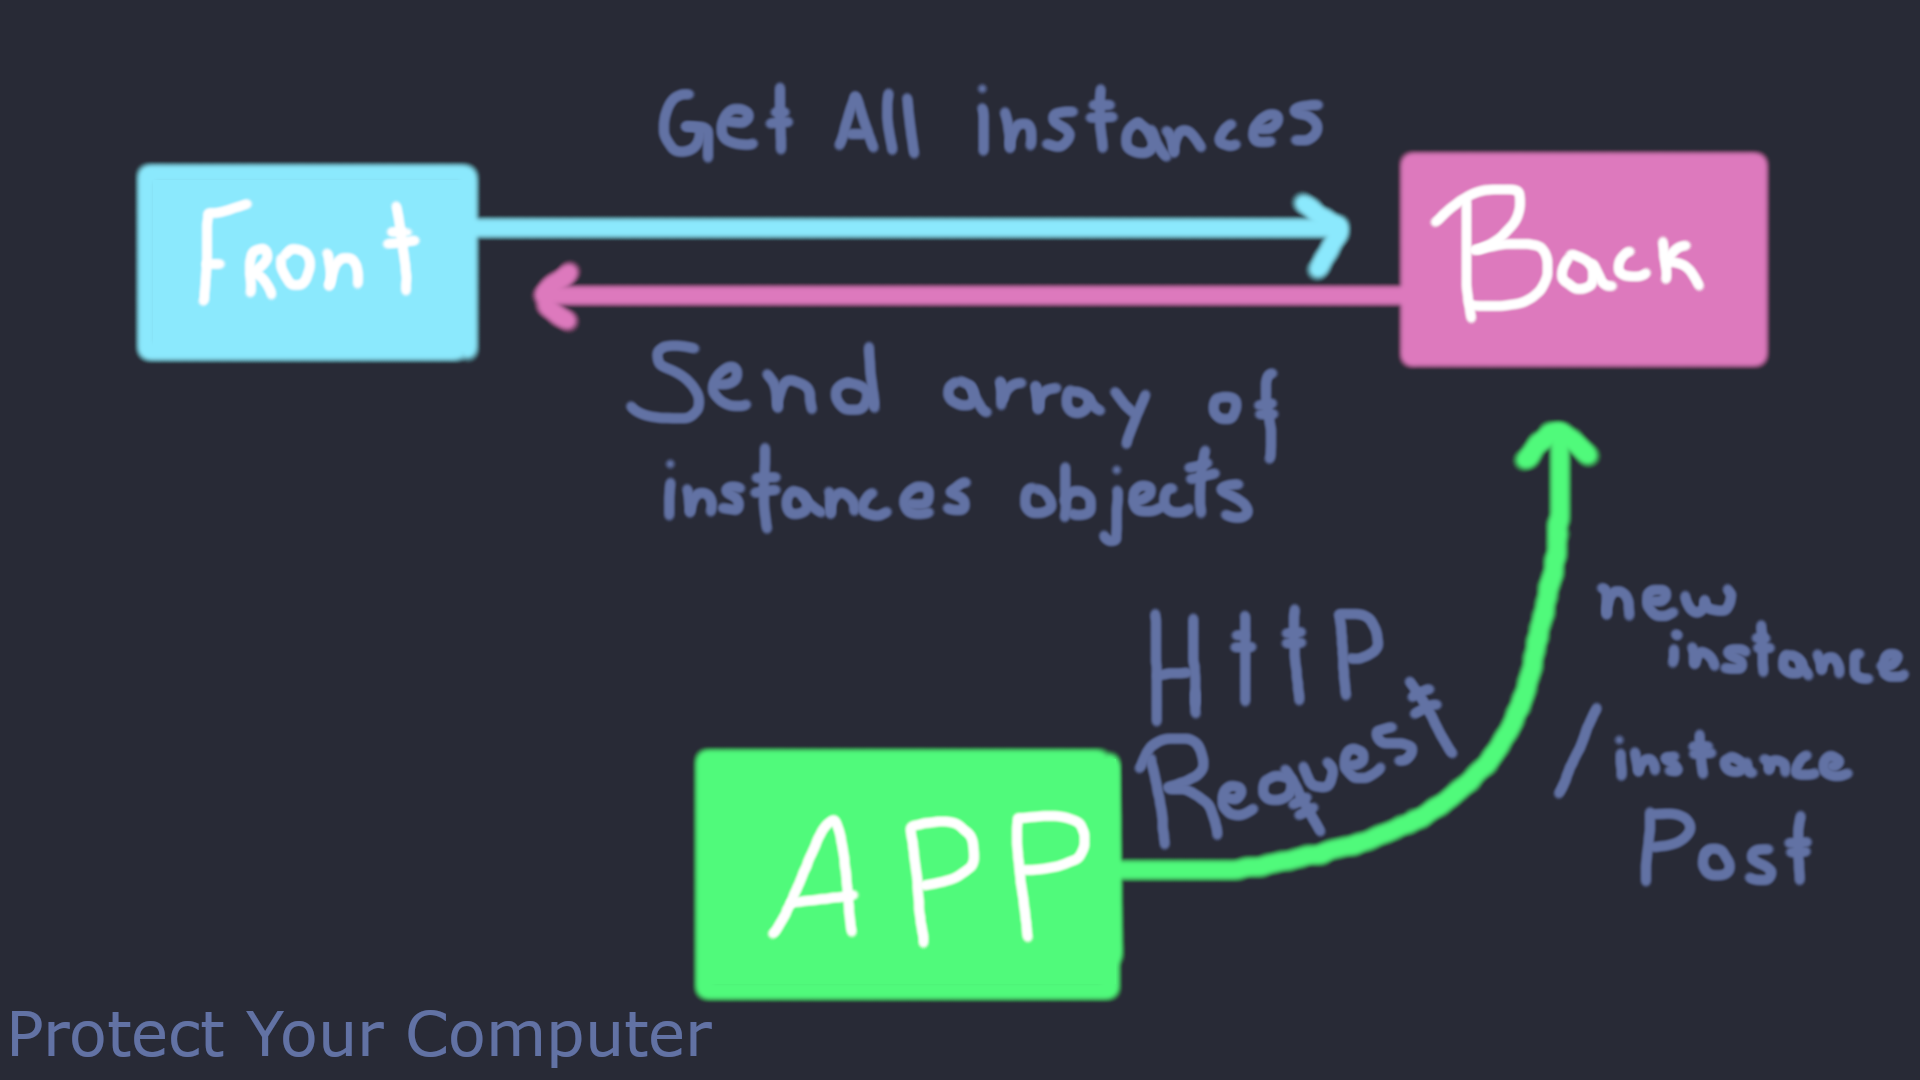 Get All instances
Front
Back
Send array of
instances objects
new
instance
Http
Request
/instance
Post
APP
Protect Your Computer